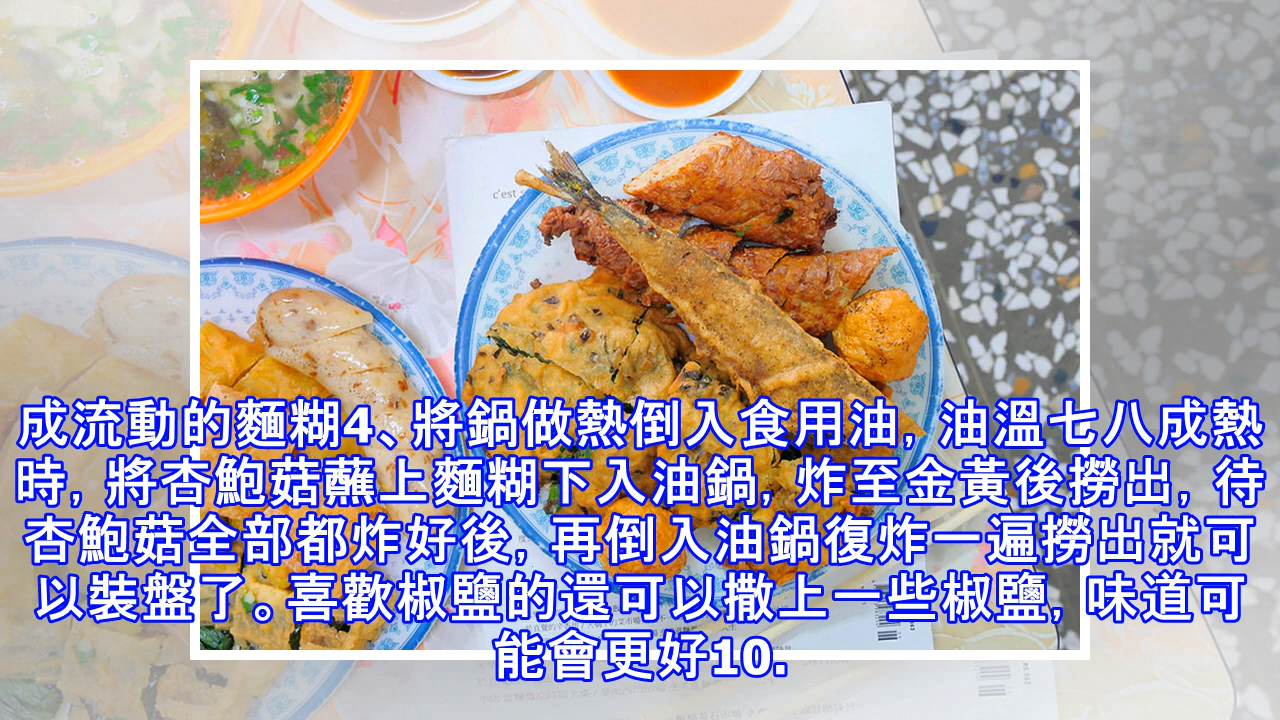 c'est
成流動的麵糊4、將鍋做熱倒入食用油, 油溫七八成熱
時, 將杏鮑菇蘸上麵糊下入油鍋, 炸至金黃後撈出, 待
杏鮑菇全部都炸好後, 再倒入油鍋復炸一遍撈出就可
以裝盤了。喜歡椒鹽的還可以撒上一些椒鹽, 味道可
能會更好10.